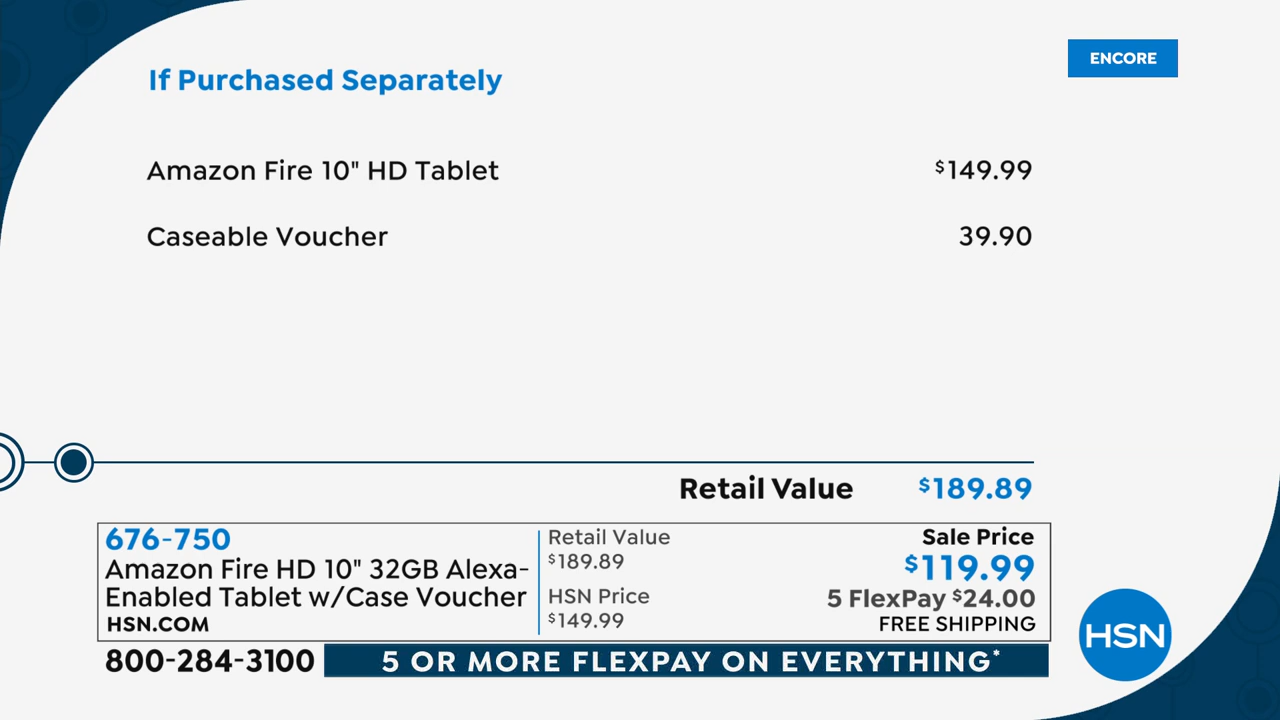 ENCORE
If Purchased Separately
Amazon Fire 10" HD Tablet $149.99
Caseable Voucher 39.90
Retail Value $189.89
676-750
Amazon Fire HD 10" 32GB Alexa-
Enabled Tablet w/Case Voucher
HSN.COM
Retail Value
$189.89
HSN Price
$149.99
Sale Price
$119.99
5 FlexPay $24.00
FREE SHIPPING
HSN
800-284-3100
5 OR MORE FLEXPAY ON EVERYTHING*